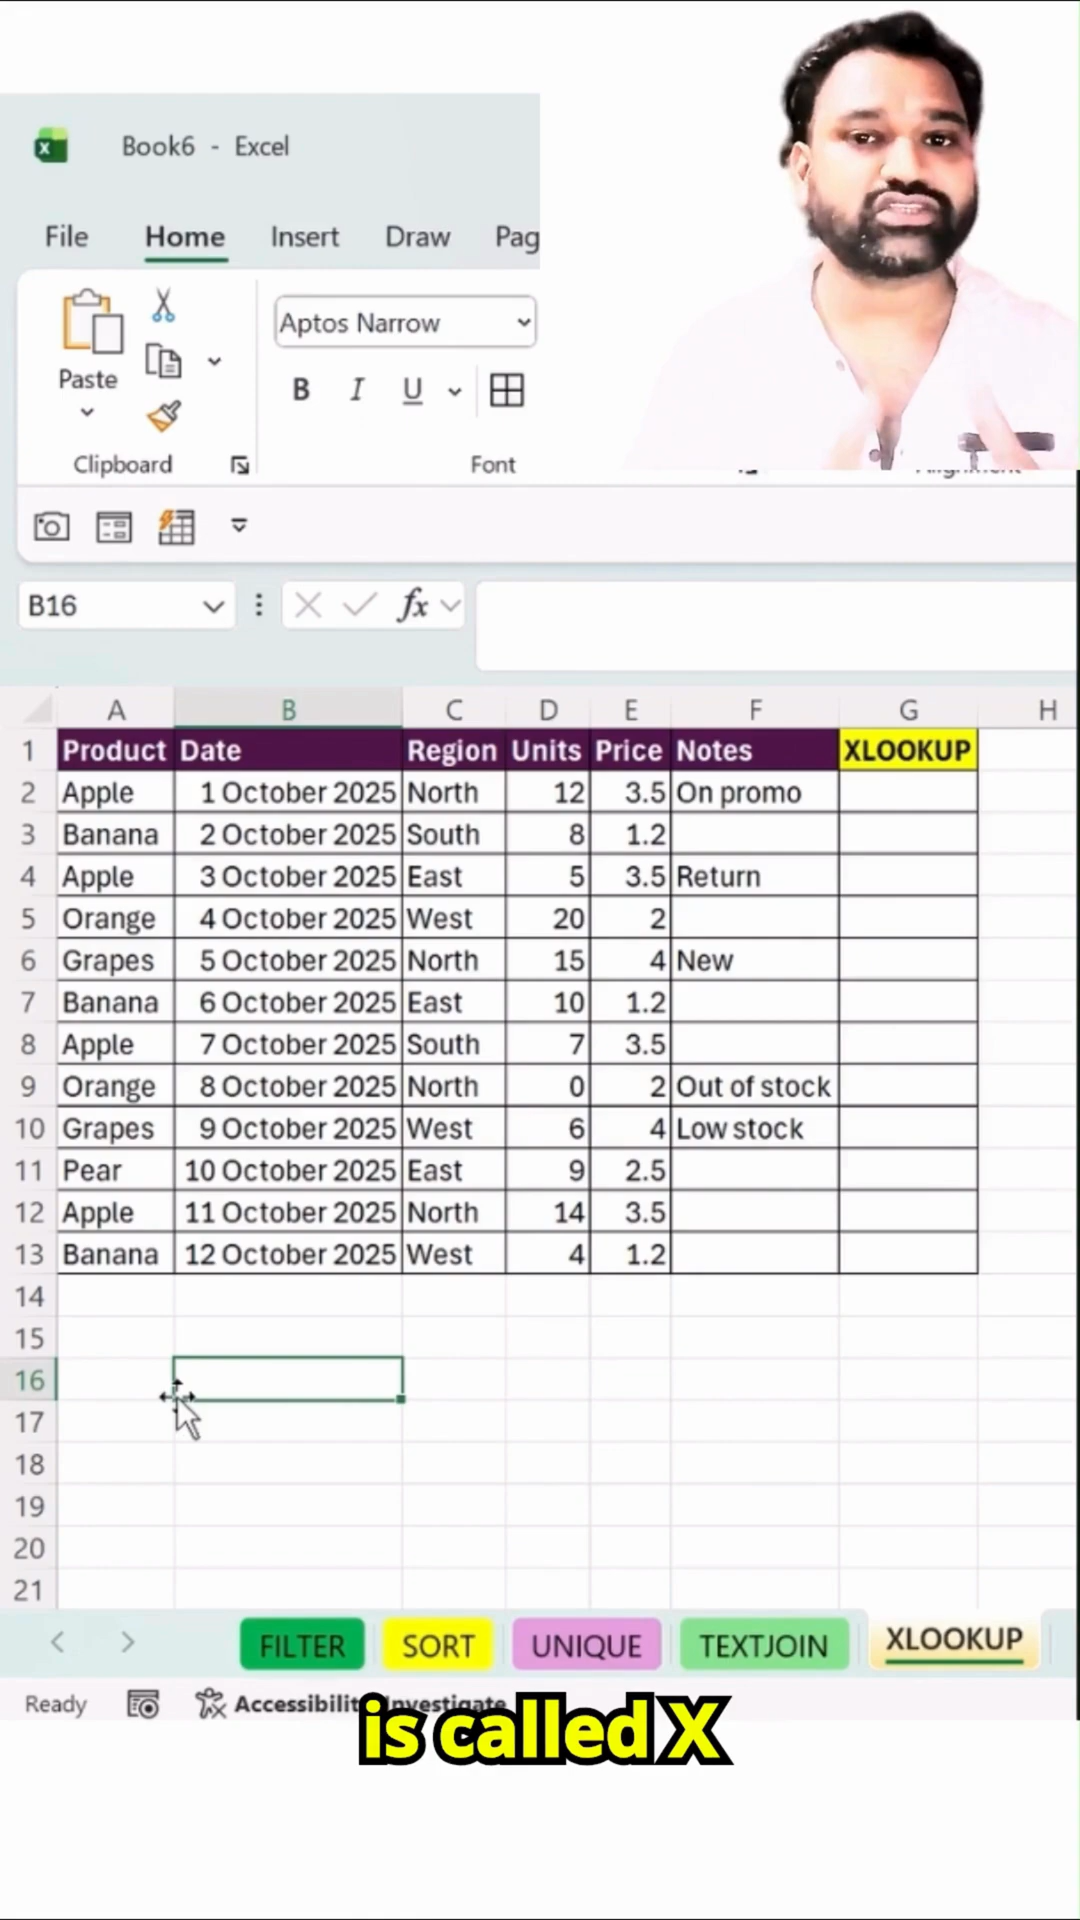 Book6 - Excel
File Home Insert Draw Pag
Aptos Narrow
Paste
B I U
Clipboard Font
B16 fx
A B C D E F G H
1 Product Date Region Units Price Notes XLOOKUP
2 Apple 1 October 2025 North 12 3.5 On promo
3 Banana 2 October 2025 South 8 1.2
4 Apple 3 October 2025 East 5 3.5 Return
5 Orange 4 October 2025 West 20 2
6 Grapes 5 October 2025 North 15 4 New
7 Banana 6 October 2025 East 10 1.2
8 Apple 7 October 2025 South 7 3.5
9 Orange 8 October 2025 North 0 2 Out of stock
10 Grapes 9 October 2025 West 6 4 Low stock
11 Pear 10 October 2025 East 9 2.5
12 Apple 11 October 2025 North 14 3.5
13 Banana 12 October 2025 West 4 1.2
14
15
16
17
18
19
20
21
FILTER SORT UNIQUE TEXTJOIN XLOOKUP
Ready Accessibilit Investigate
is called X